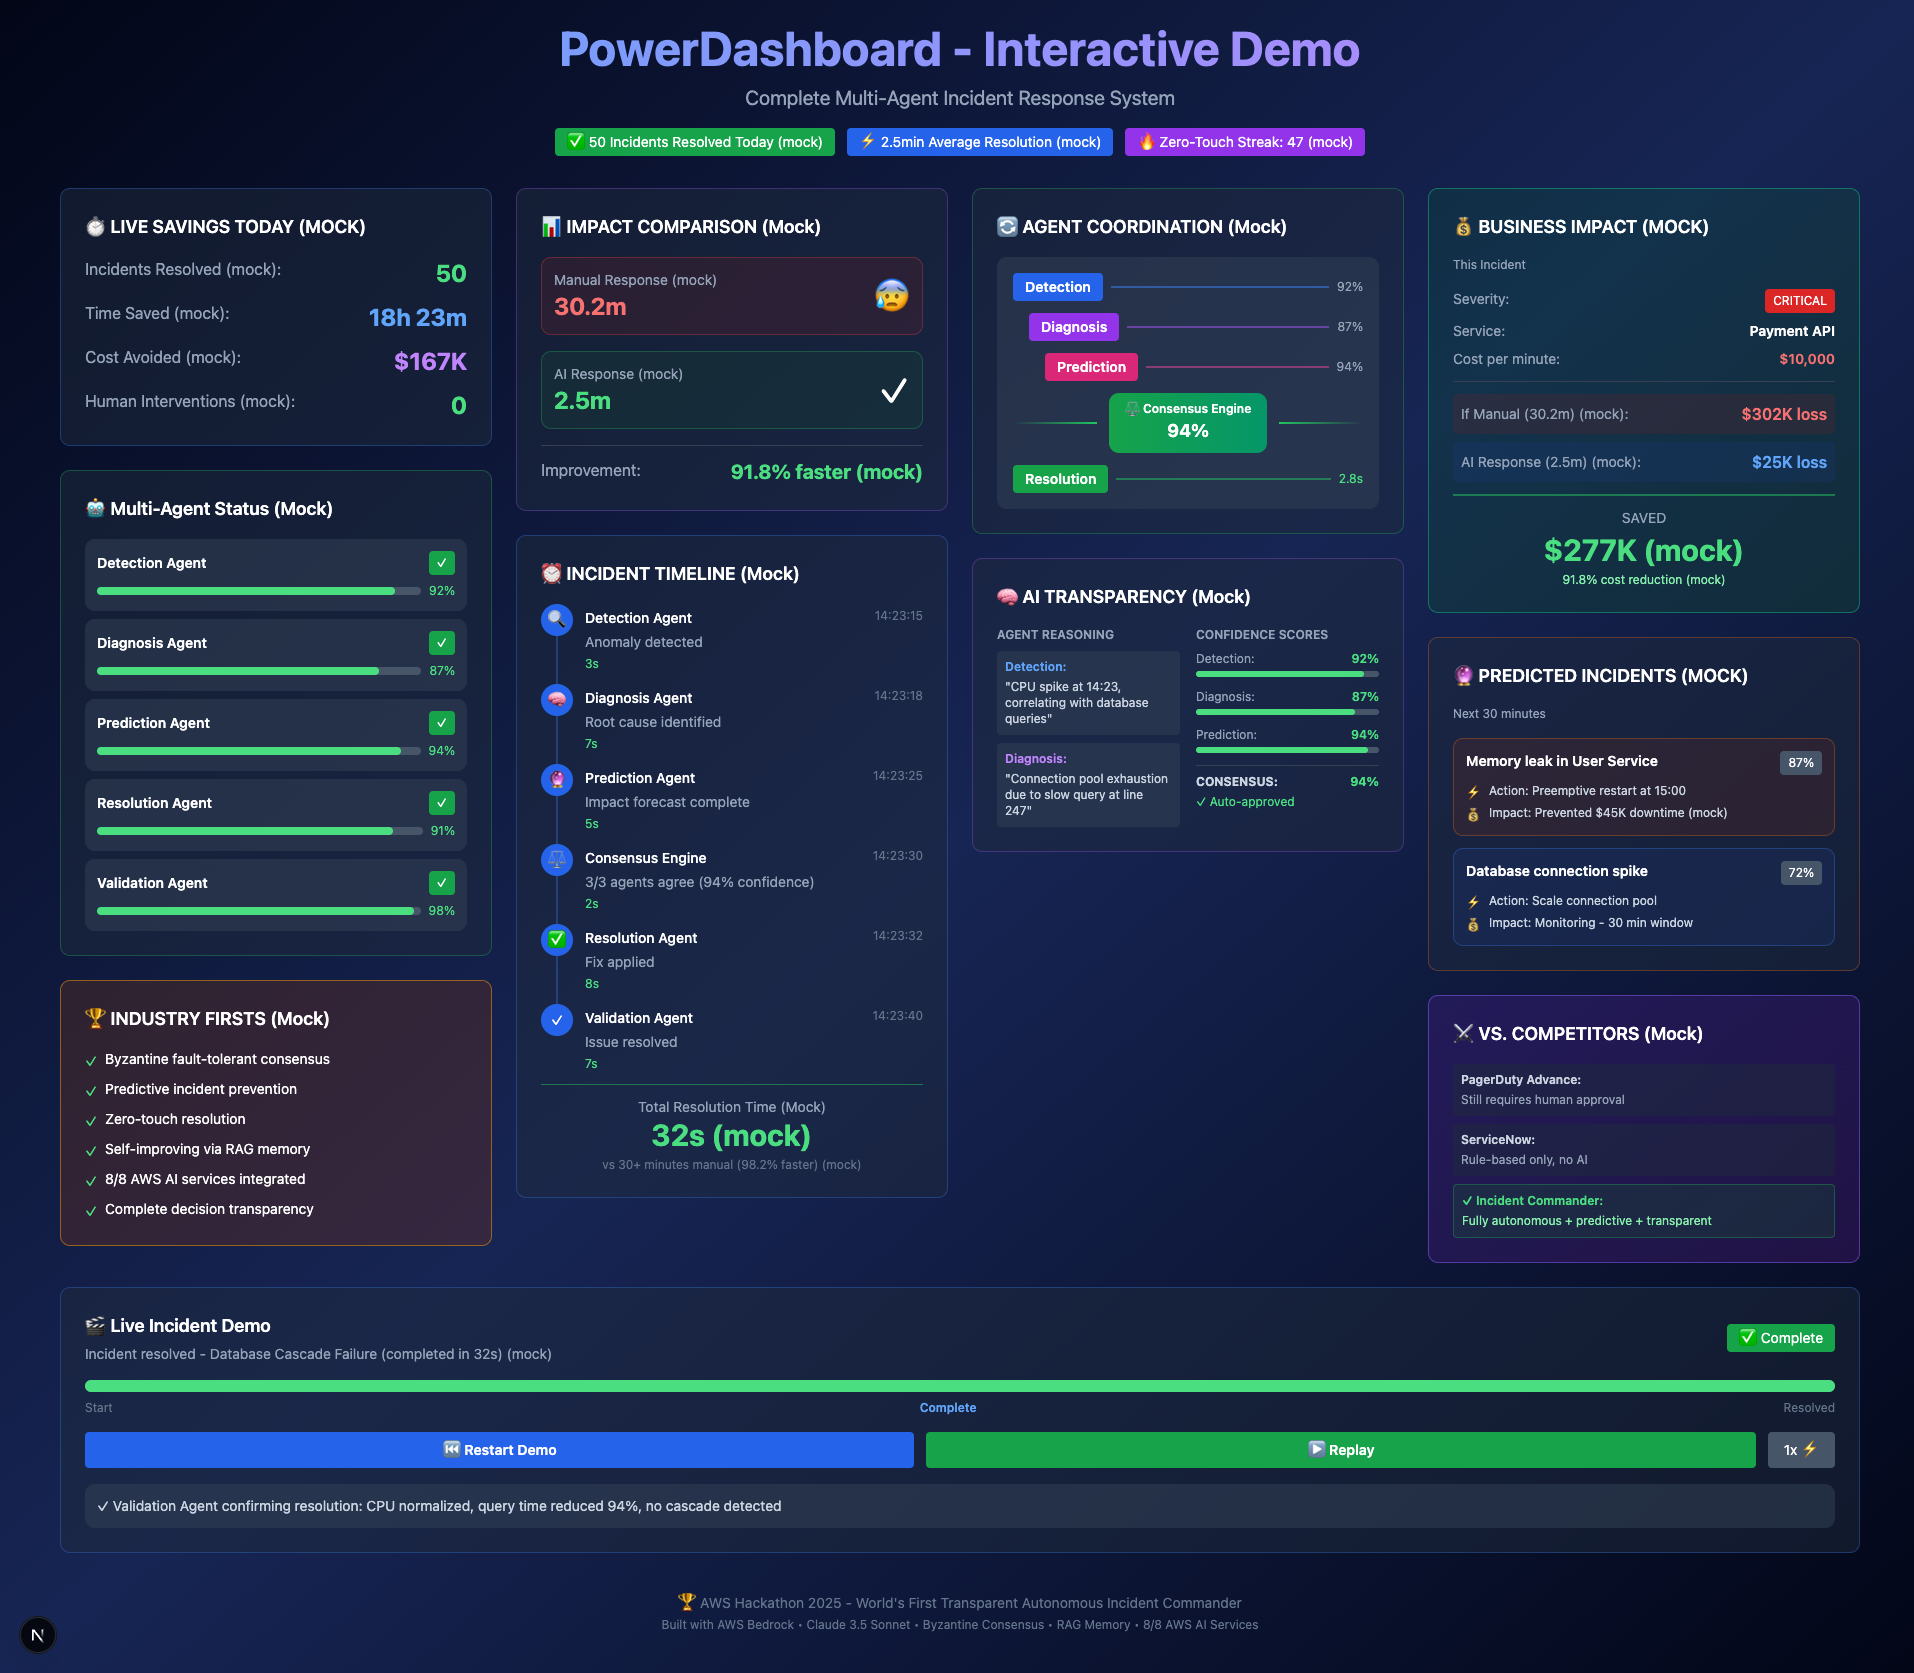 PowerDashboard - Interactive Demo
Complete Multi-Agent Incident Response System
✅ 50 Incidents Resolved Today (mock)
⚡ 2.5min Average Resolution (mock)
🔥 Zero-Touch Streak: 47 (mock)
⏱️ LIVE SAVINGS TODAY (MOCK)
Incidents Resolved (mock): 50
Time Saved (mock): 18h 23m
Cost Avoided (mock): $167K
Human Interventions (mock): 0
🤖 Multi-Agent Status (Mock)
Detection Agent ✓
92%
Diagnosis Agent ✓
87%
Prediction Agent ✓
94%
Resolution Agent ✓
91%
Validation Agent ✓
98%
🏆 INDUSTRY FIRSTS (Mock)
✓ Byzantine fault-tolerant consensus
✓ Predictive incident prevention
✓ Zero-touch resolution
✓ Self-improving via RAG memory
✓ 8/8 AWS AI services integrated
✓ Complete decision transparency
📊 IMPACT COMPARISON (Mock)
Manual Response (mock)
30.2m 😰
AI Response (mock)
2.5m ✓
Improvement: 91.8% faster (mock)
⏰ INCIDENT TIMELINE (Mock)
🔍 Detection Agent 14:23:15
Anomaly detected
3s
🧠 Diagnosis Agent 14:23:18
Root cause identified
7s
🔮 Prediction Agent 14:23:25
Impact forecast complete
5s
⚖️ Consensus Engine 14:23:30
3/3 agents agree (94% confidence)
2s
✅ Resolution Agent 14:23:32
Fix applied
8s
✓ Validation Agent 14:23:40
Issue resolved
7s
Total Resolution Time (Mock)
32s (mock)
vs 30+ minutes manual (98.2% faster) (mock)
🔄 AGENT COORDINATION (Mock)
Detection 92%
Diagnosis 87%
Prediction 94%
⚖️ Consensus Engine
94%
Resolution 2.8s
🧠 AI TRANSPARENCY (Mock)
AGENT REASONING
Detection:
"CPU spike at 14:23,
correlating with database
queries"
Diagnosis:
"Connection pool exhaustion
due to slow query at line
247"
CONFIDENCE SCORES
Detection: 92%
Diagnosis: 87%
Prediction: 94%
CONSENSUS: 94%
✓ Auto-approved
💰 BUSINESS IMPACT (MOCK)
This Incident
Severity: CRITICAL
Service: Payment API
Cost per minute: $10,000
If Manual (30.2m) (mock): $302K loss
AI Response (2.5m) (mock): $25K loss
SAVED
$277K (mock)
91.8% cost reduction (mock)
🔮 PREDICTED INCIDENTS (MOCK)
Next 30 minutes
Memory leak in User Service 87%
⚡ Action: Preemptive restart at 15:00
💰 Impact: Prevented $45K downtime (mock)
Database connection spike 72%
⚡ Action: Scale connection pool
💰 Impact: Monitoring - 30 min window
⚔️ VS. COMPETITORS (Mock)
PagerDuty Advance:
Still requires human approval
ServiceNow:
Rule-based only, no AI
✓ Incident Commander:
Fully autonomous + predictive + transparent
🎬 Live Incident Demo
Incident resolved - Database Cascade Failure (completed in 32s) (mock)
✅ Complete
Start Complete Resolved
⏮️ Restart Demo
▶️ Replay
1x ⚡
✓ Validation Agent confirming resolution: CPU normalized, query time reduced 94%, no cascade detected
🏆 AWS Hackathon 2025 - World's First Transparent Autonomous Incident Commander
Built with AWS Bedrock • Claude 3.5 Sonnet • Byzantine Consensus • RAG Memory • 8/8 AWS AI Services
N